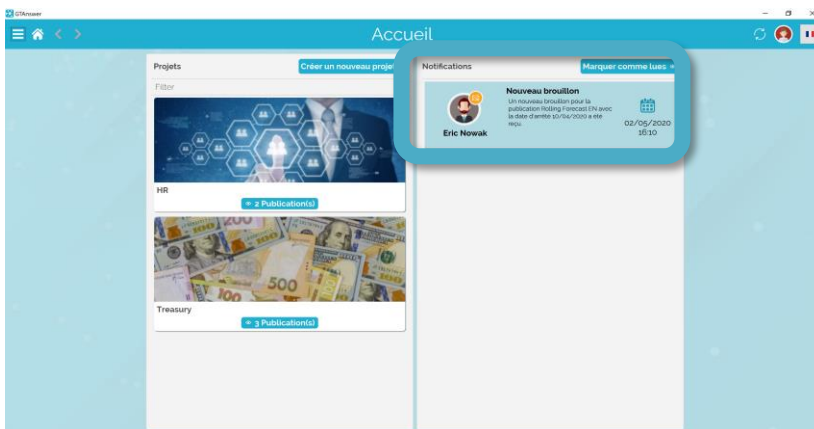 GTAnswer
Accueil
Projets
Créer un nouveau proje
Filter
HR
2 Publication(s)
Treasury
3 Publication(s)
Notifications
Marquer comme lues
Nouveau brouillon
Un nouveau brouillon pour la
publication Rolling Forecast EN avec
la date d'arrêté 10/04/2020 a été
reçu.
Eric Nowak
02/05/2020
16:10